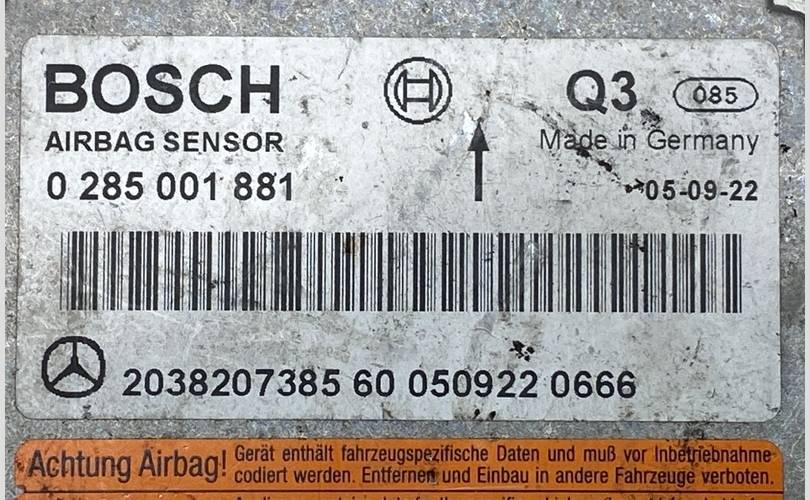 BOSCH Q3 085
AIRBAG SENSOR Made in Germany
0 285 001 881 05-09-22
2038207385 60 050922 0666
Achtung Airbag!
Gerät enthält fahrzeugspezifische Daten und muß vor Inbetriebnahme
codiert werden. Entfernen und Einbau in andere Fahrzeuge verboten.